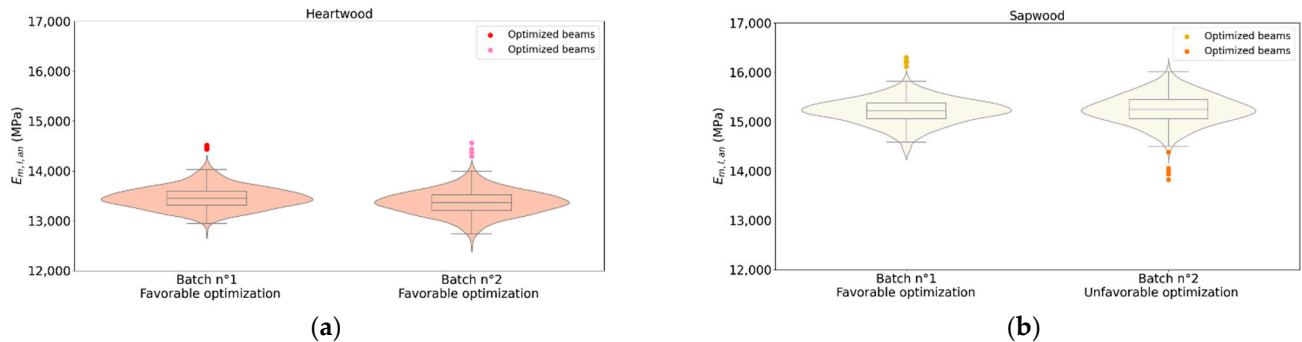 Heartwood
17,000
16,000
15,000
14,000
13,000
12,000
E_{m,l,an} (MPa)
Optimized beams
Optimized beams
Batch n°1
Favorable optimization
Batch n°2
Favorable optimization
(a)
Sapwood
17,000
16,000
15,000
14,000
13,000
12,000
E_{m,l,an} (MPa)
Optimized beams
Optimized beams
Batch n°1
Favorable optimization
Batch n°2
Unfavorable optimization
(b)